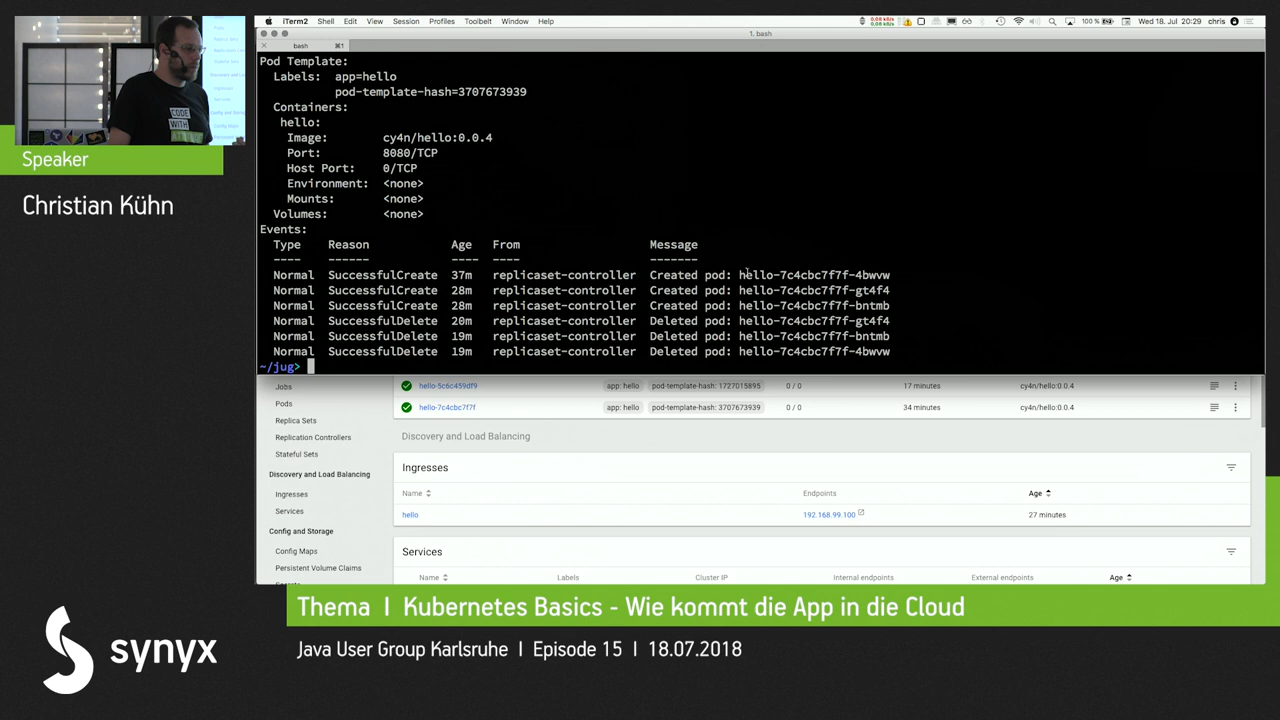 iTerm2 Shell Edit View Session Profiles Toolbelt Window Help
100 % Wed 18. Jul 20:29 chris
1. bash
bash ⌘1
Pod Template:
Labels: app=hello
pod-template-hash=3707673939
Containers:
hello:
Image: cy4n/hello:0.0.4
Port: 8080/TCP
Host Port: 0/TCP
Environment: <none>
Mounts: <none>
Volumes: <none>
Events:
Type Reason Age From Message
---- ------ ---- ---- -------
Normal SuccessfulCreate 37m replicaset-controller Created pod: hello-7c4cbc7f7f-4bwvw
Normal SuccessfulCreate 28m replicaset-controller Created pod: hello-7c4cbc7f7f-gt4f4
Normal SuccessfulCreate 28m replicaset-controller Created pod: hello-7c4cbc7f7f-bntmb
Normal SuccessfulDelete 20m replicaset-controller Deleted pod: hello-7c4cbc7f7f-gt4f4
Normal SuccessfulDelete 19m replicaset-controller Deleted pod: hello-7c4cbc7f7f-bntmb
Normal SuccessfulDelete 19m replicaset-controller Deleted pod: hello-7c4cbc7f7f-4bwvw
~/jug>
Jobs
Pods
Replica Sets
Replication Controllers
Stateful Sets
Discovery and Load Balancing
Ingresses
Services
Config and Storage
Config Maps
Persistent Volume Claims
hello-5c6c459df9 app: hello pod-template-hash: 1727015895 0 / 0 17 minutes cy4n/hello:0.0.4
hello-7c4cbc7f7f app: hello pod-template-hash: 3707673939 0 / 0 34 minutes cy4n/hello:0.0.4
Discovery and Load Balancing
Ingresses
Name Endpoints Age
hello 192.168.99.100 27 minutes
Services
Name Labels Cluster IP Internal endpoints External endpoints Age
CODE
WITH
Speaker
Christian Kühn
Thema | Kubernetes Basics - Wie kommt die App in die Cloud
Java User Group Karlsruhe | Episode 15 | 18.07.2018
synyx